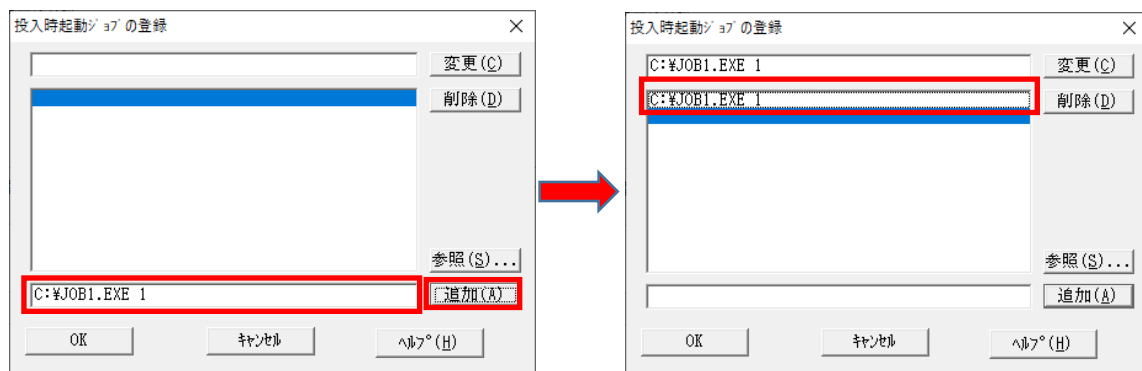 投入時起動ｼﾞｮﾌﾞの登録
変更(C)
削除(D)
参照(S)...
C:¥JOB1.EXE 1
追加(A)
OK
ｷｬﾝｾﾙ
ﾍﾙﾌﾟ(H)
投入時起動ｼﾞｮﾌﾞの登録
C:¥JOB1.EXE 1
変更(C)
C:¥JOB1.EXE 1
削除(D)
参照(S)...
追加(A)
OK
ｷｬﾝｾﾙ
ﾍﾙﾌﾟ(H)